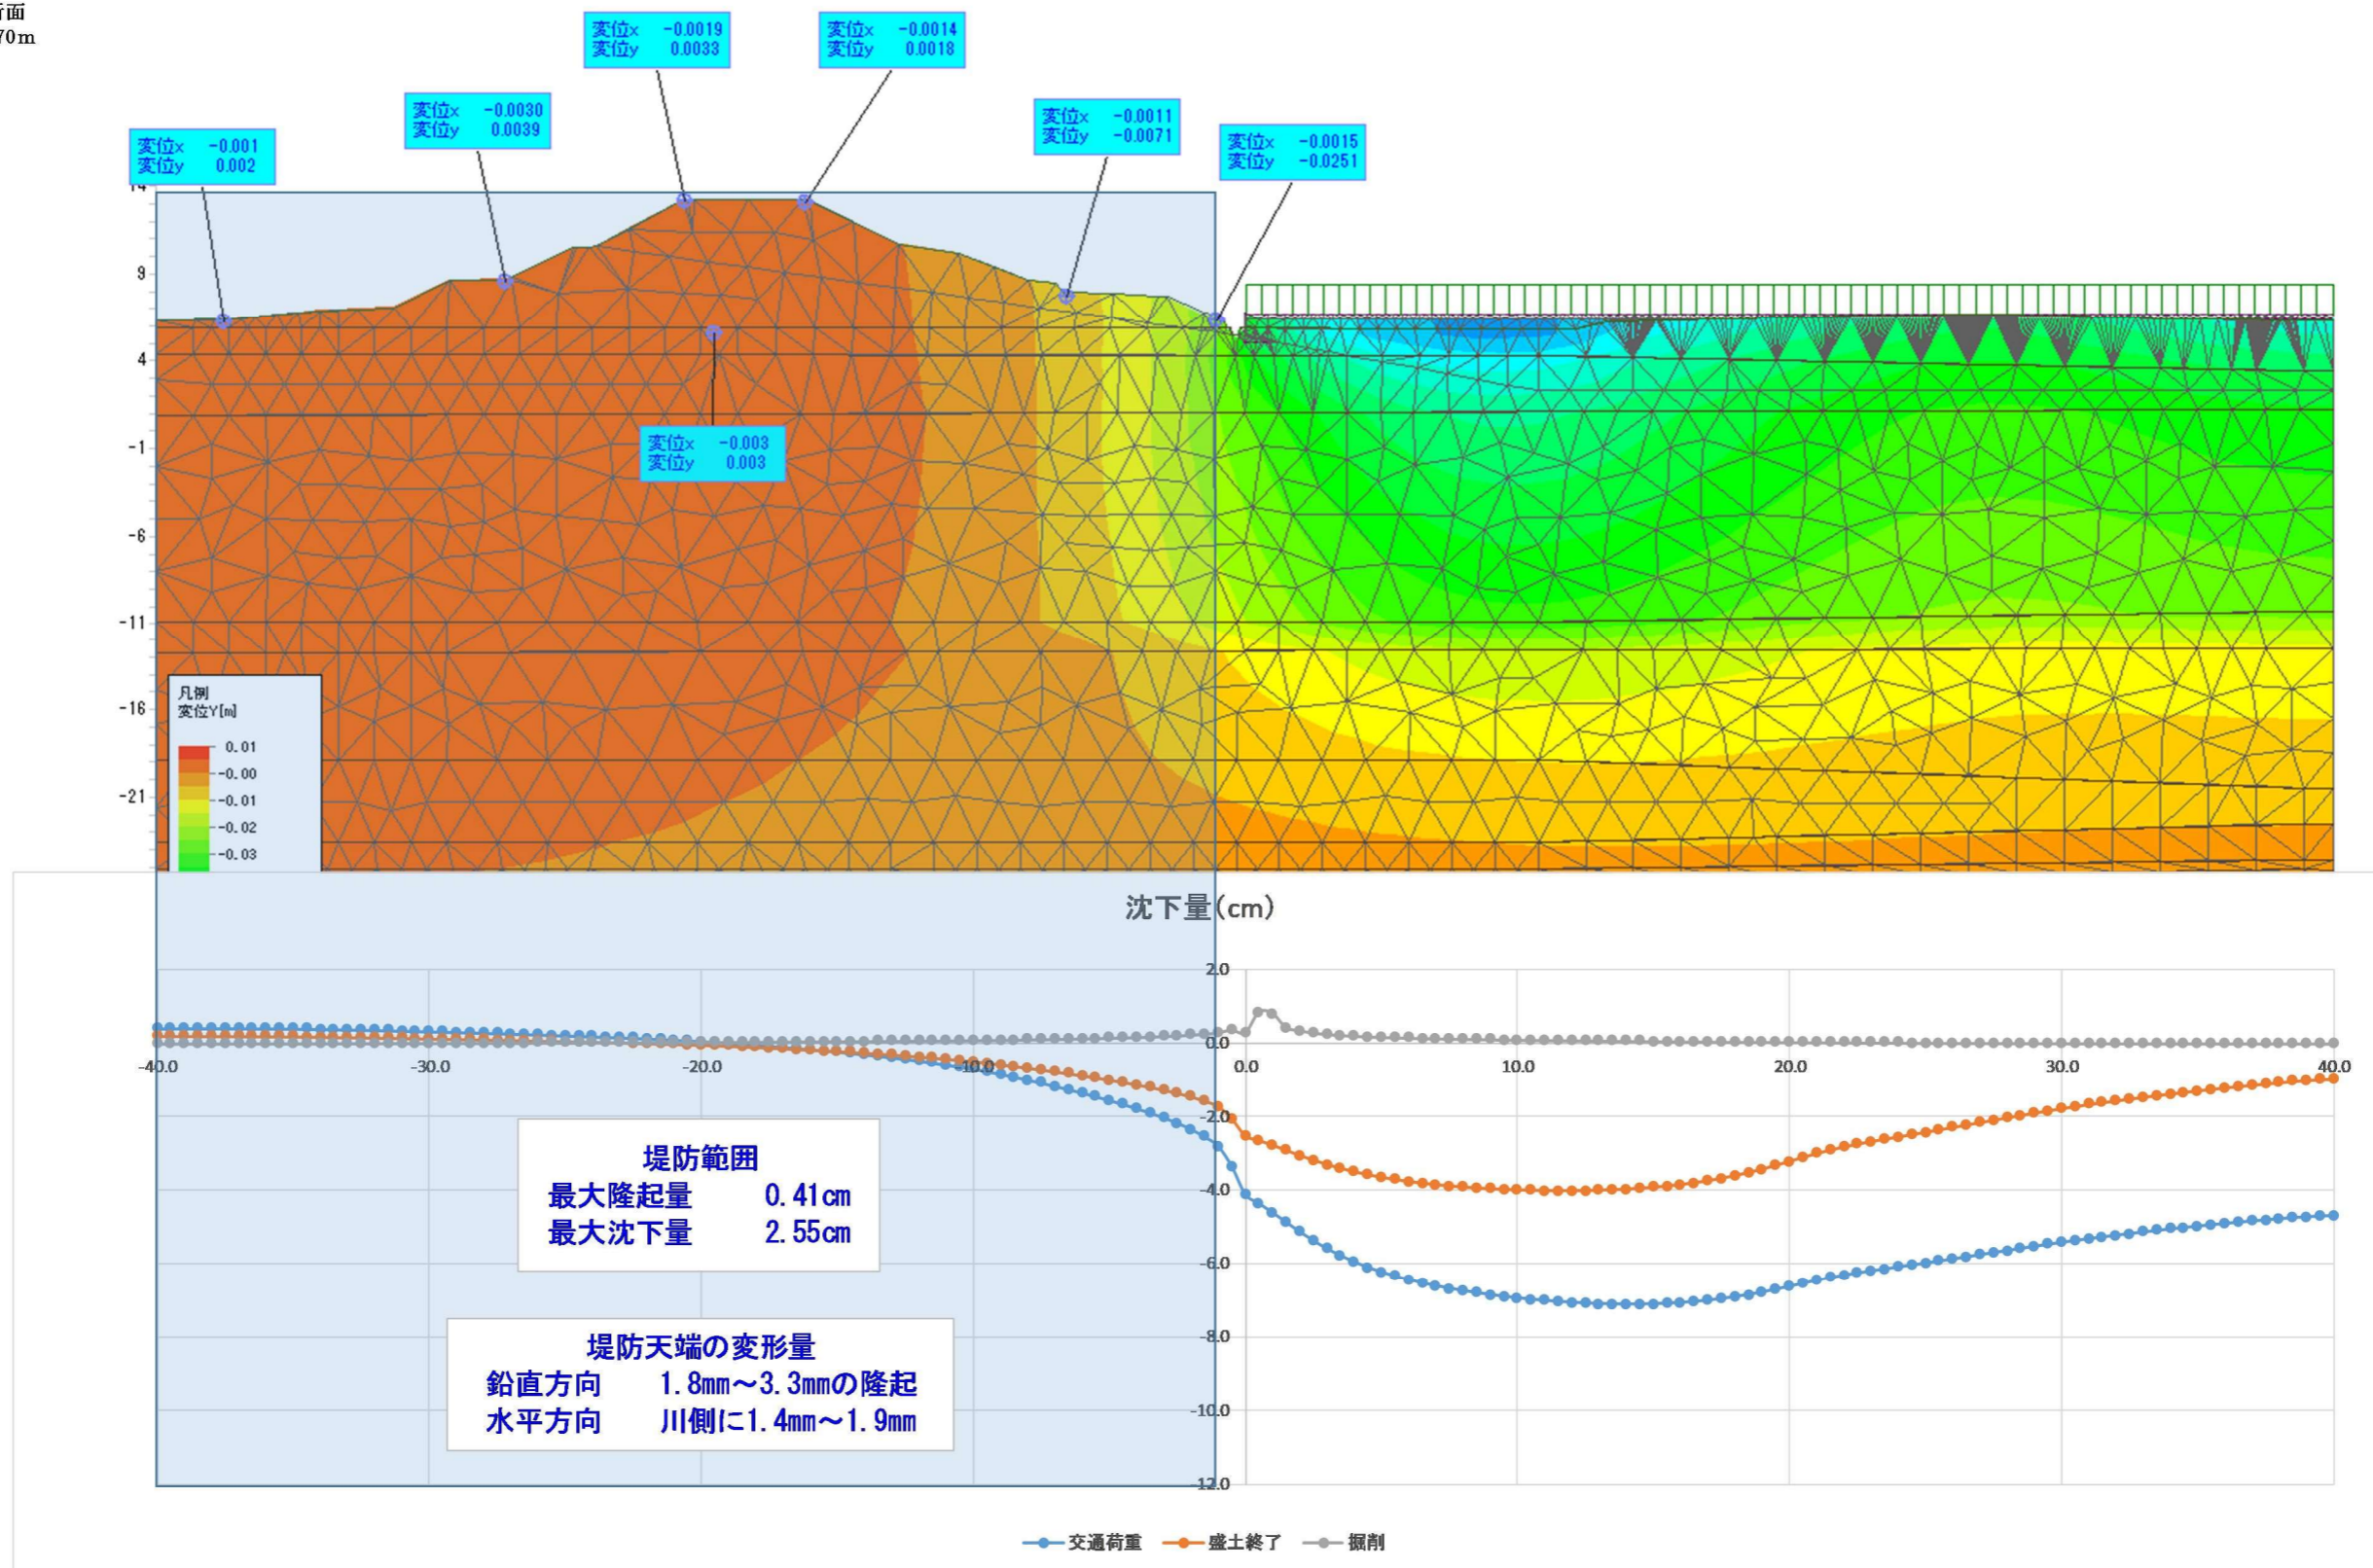 面
70m
変位x -0.0019
変位y 0.0033
変位x -0.0014
変位y 0.0018
変位x -0.0030
変位y 0.0039
変位x -0.0011
変位y -0.0071
変位x -0.0015
変位y -0.0251
変位x -0.001
変位y 0.002
14
9
4
変位x -0.003
変位y 0.003
-1
-6
-11
-16
-21
凡例
変位Y[m]
0.01
-0.00
-0.01
-0.02
-0.03
沈下量(cm)
2.0
0.0
-40.0 -30.0 -20.0 -10.0 0.0 10.0 20.0 30.0 40.0
-2.0
-4.0
-6.0
-8.0
-10.0
-12.0
堤防範囲
最大隆起量 0.41cm
最大沈下量 2.55cm
堤防天端の変形量
鉛直方向 1.8mm～3.3mmの隆起
水平方向 川側に1.4mm～1.9mm
交通荷重 盛土終了 掘削